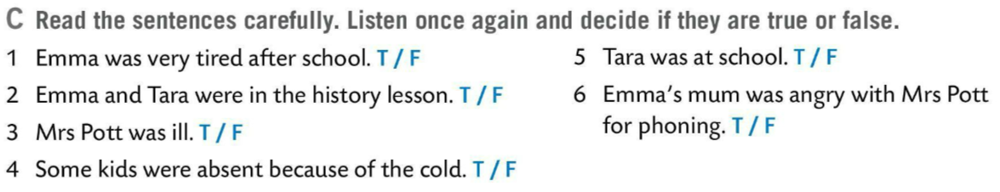 C Read the sentences carefully. Listen once again and decide if they are true or false.
1 Emma was very tired after school. T / F
2 Emma and Tara were in the history lesson. T / F
3 Mrs Pott was ill. T / F
4 Some kids were absent because of the cold. T / F
5 Tara was at school. T / F
6 Emma's mum was angry with Mrs Pott
for phoning. T / F